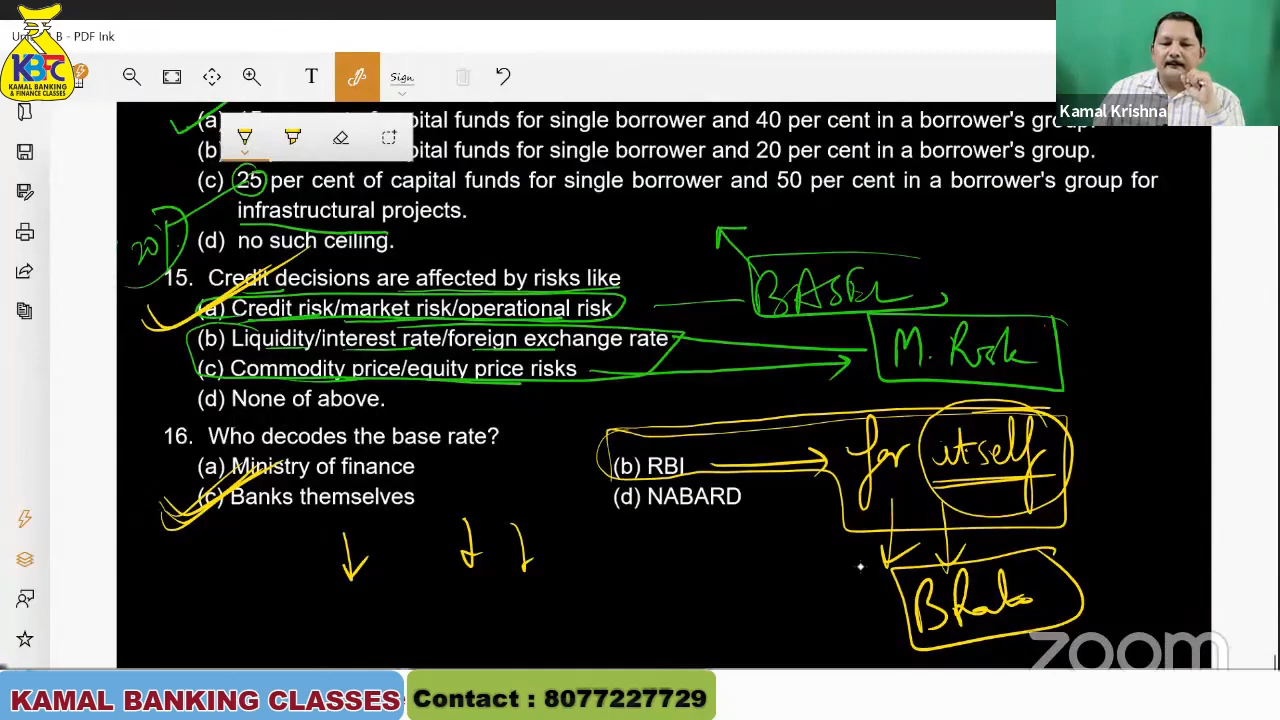 B - PDF Ink
KBFC
KAMAL BANKING
& FINANCE CLASSES
T
Sign
Kamal Krishna
(a) pital funds for single borrower and 40 per cent in a borrower's group.
(b) pital funds for single borrower and 20 per cent in a borrower's group.
(c) 25 per cent of capital funds for single borrower and 50 per cent in a borrower's group for
infrastructural projects.
20%
(d) no such ceiling.
15. Credit decisions are affected by risks like
(a) Credit risk/market risk/operational risk
BASEL
(b) Liquidity/interest rate/foreign exchange rate
M. Risk
(c) Commodity price/equity price risks
(d) None of above.
16. Who decodes the base rate?
for itself
(a) Ministry of finance (b) RBI
(c) Banks themselves (d) NABARD
B Rate
zoom
KAMAL BANKING CLASSES
Contact : 8077227729